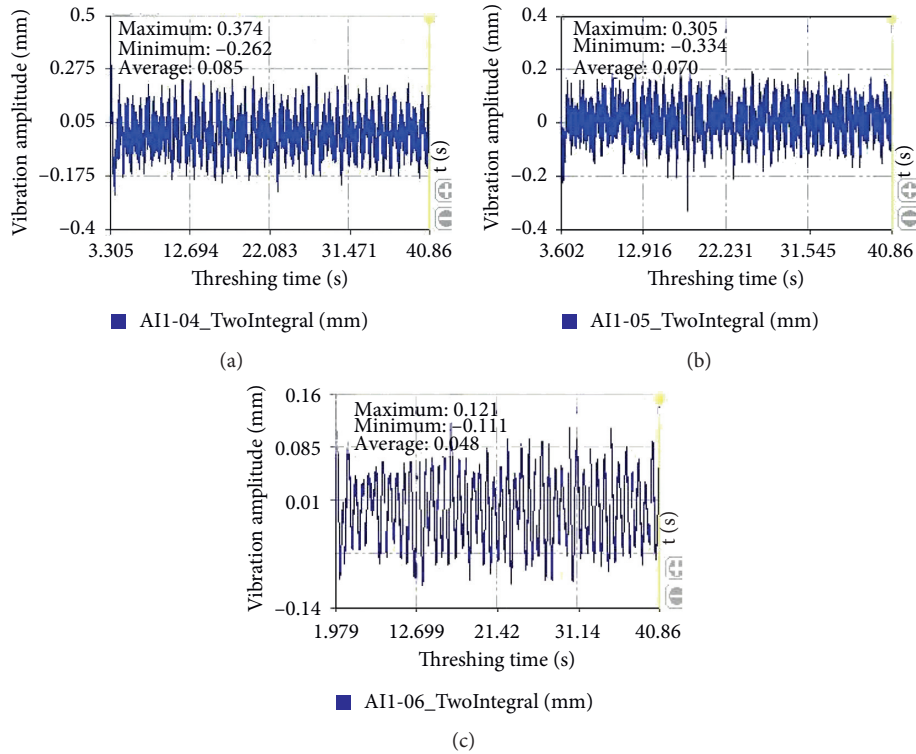 Vibration amplitude (mm)
0.5
0.275
0.05
−0.175
−0.4
Maximum: 0.374
Minimum: −0.262
Average: 0.085
t (s)
3.305 12.694 22.083 31.471 40.86
Threshing time (s)
AI1-04_TwoIntegral (mm)
(a)
Vibration amplitude (mm)
0.4
0.2
0
−0.2
−0.4
Maximum: 0.305
Minimum: −0.334
Average: 0.070
t (s)
3.602 12.916 22.231 31.545 40.86
Threshing time (s)
AI1-05_TwoIntegral (mm)
(b)
Vibration amplitude (mm)
0.16
0.085
0.01
−0.14
Maximum: 0.121
Minimum: −0.111
Average: 0.048
t (s)
1.979 12.699 21.42 31.14 40.86
Threshing time (s)
AI1-06_TwoIntegral (mm)
(c)